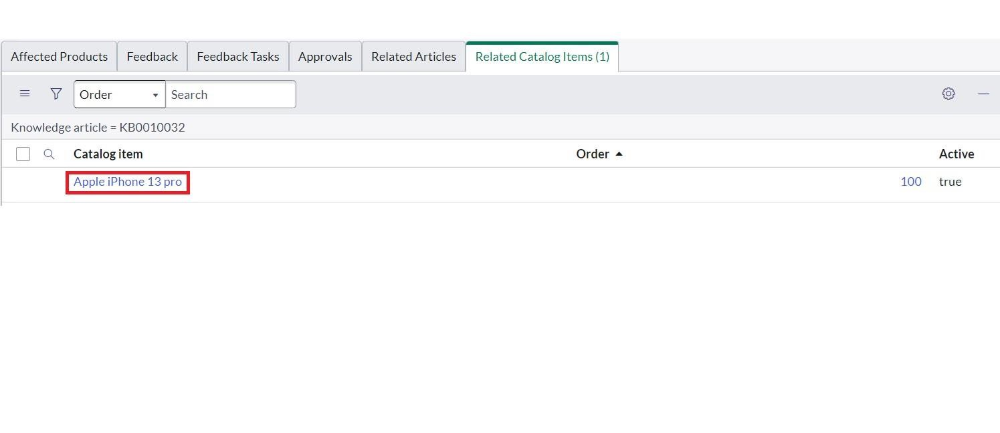 Affected Products Feedback Feedback Tasks Approvals Related Articles Related Catalog Items (1)
Order Search
Knowledge article = KB0010032
Catalog item Order Active
Apple iPhone 13 pro 100 true